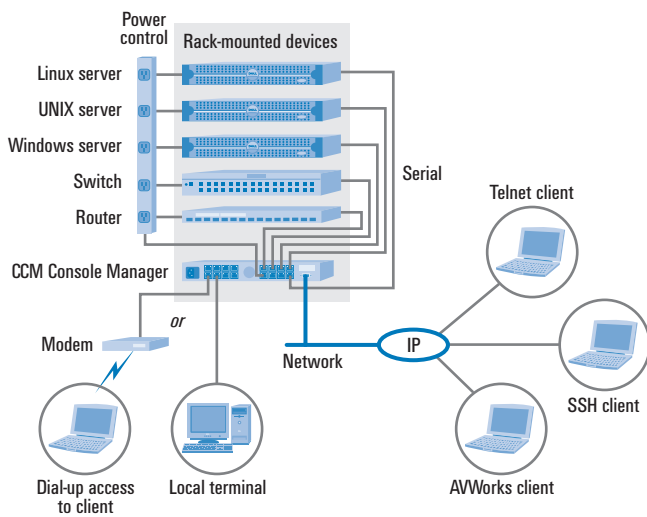 Power
control
Rack-mounted devices
Linux server
UNIX server
Windows server
Switch
Router
Serial
Telnet client
CCM Console Manager
or
Modem
Network
IP
SSH client
Dial-up access
to client
Local terminal
AVWorks client